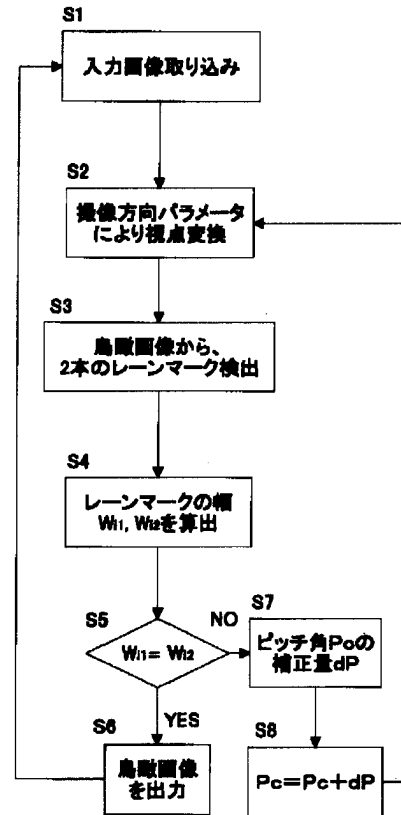 S1
入力画像取り込み
S2
撮像方向パラメータ
により視点変換
S3
鳥瞰画像から、
2本のレーンマーク検出
S4
レーンマークの幅
Wl1, Wl2を算出
S5
Wl1= Wl2
NO
S7
ピッチ角Pcの
補正量dP
YES
S6
鳥瞰画像
を出力
S8
Pc=Pc+dP